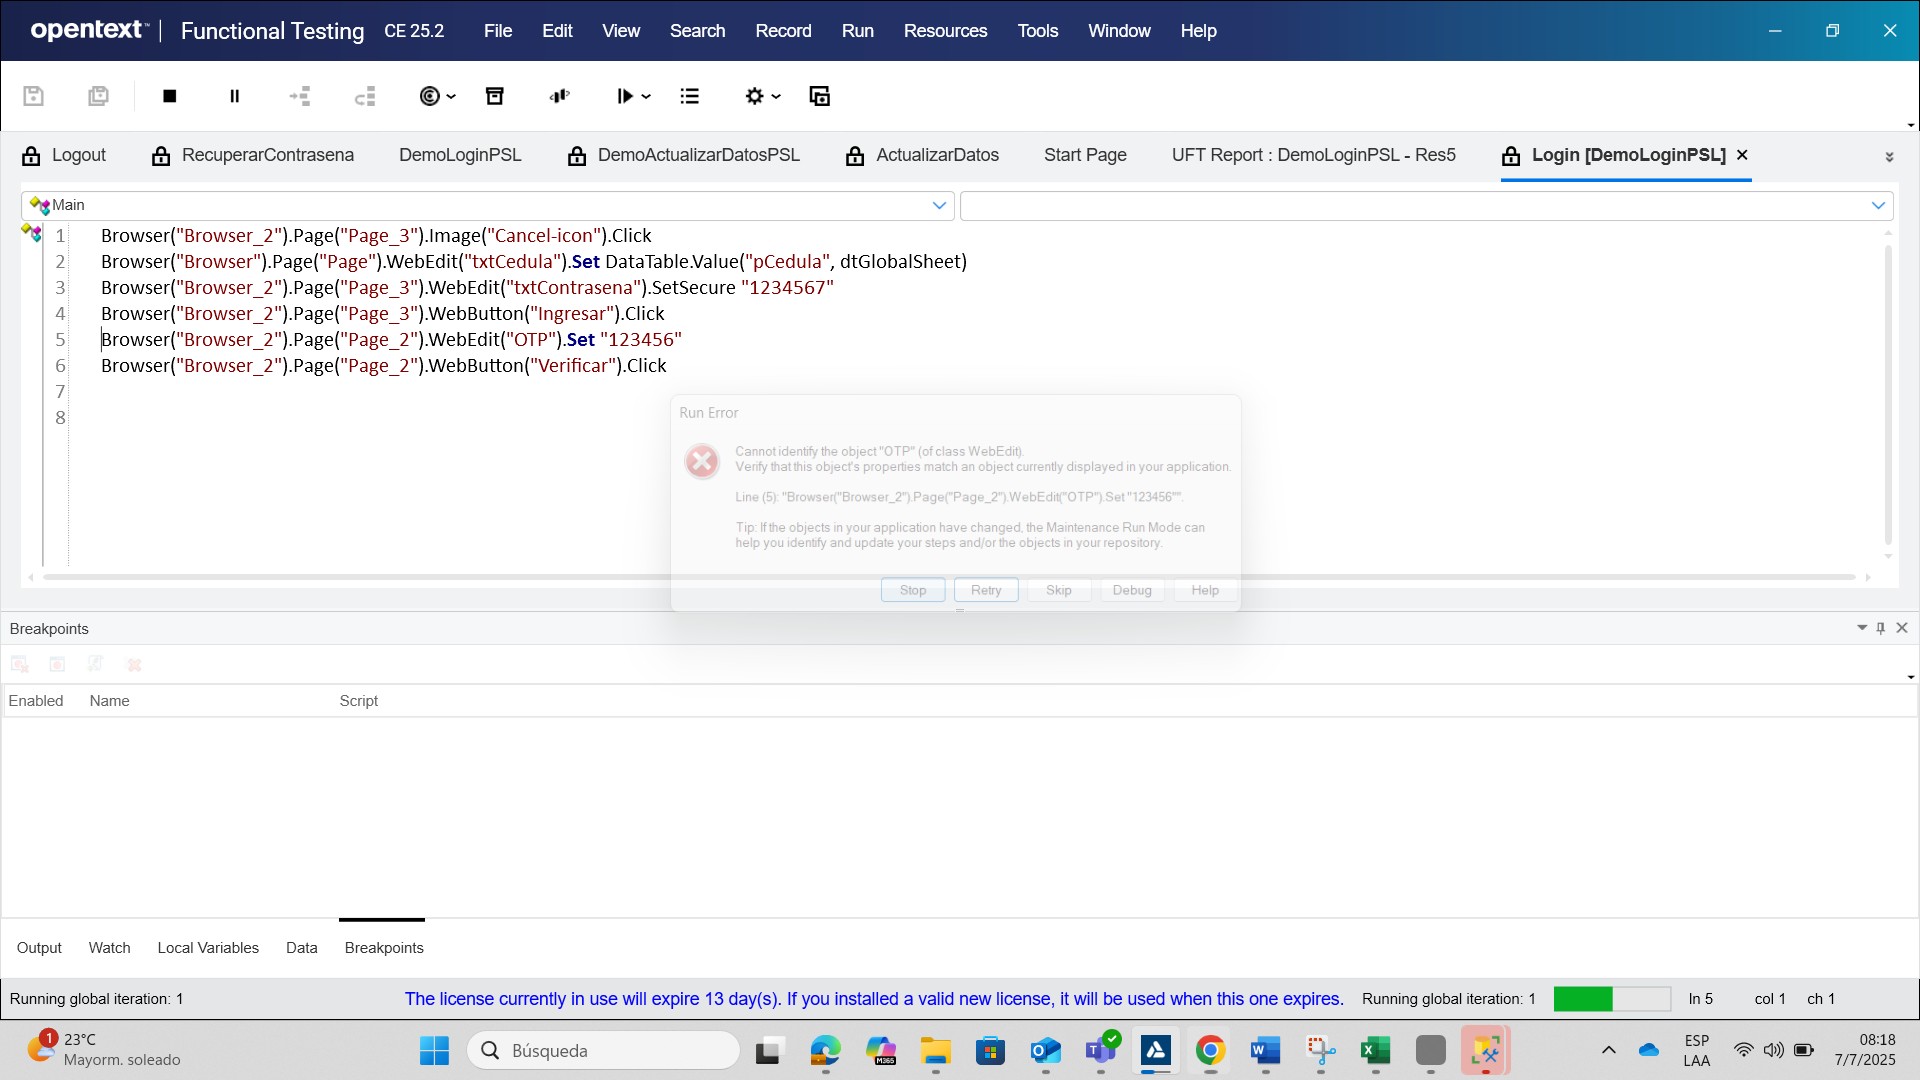 opentext™ | Functional Testing CE 25.2 File Edit View Search Record Run Resources Tools Window Help
Logout RecuperarContrasena DemoLoginPSL DemoActualizarDatosPSL ActualizarDatos Start Page UFT Report : DemoLoginPSL - Res5 Login [DemoLoginPSL]
Main
1 Browser("Browser_2").Page("Page_3").Image("Cancel-icon").Click
2 Browser("Browser").Page("Page").WebEdit("txtCedula").Set DataTable.Value("pCedula", dtGlobalSheet)
3 Browser("Browser_2").Page("Page_3").WebEdit("txtContrasena").SetSecure "1234567"
4 Browser("Browser_2").Page("Page_3").WebButton("Ingresar").Click
5 Browser("Browser_2").Page("Page_2").WebEdit("OTP").Set "123456"
6 Browser("Browser_2").Page("Page_2").WebButton("Verificar").Click
7
8
Run Error
Cannot identify the object "OTP" (of class WebEdit).
Verify that this object's properties match an object currently displayed in your application.
Line (5): "Browser("Browser_2").Page("Page_2").WebEdit("OTP").Set "123456"".
Tip: If the objects in your application have changed, the Maintenance Run Mode can
help you identify and update your steps and/or the objects in your repository.
Stop Retry Skip Debug Help
Breakpoints
Enabled Name Script
Output Watch Local Variables Data Breakpoints
Running global iteration: 1 The license currently in use will expire 13 day(s). If you installed a valid new license, it will be used when this one expires. Running global iteration: 1 ln 5 col 1 ch 1
1 23°C
Mayorm. soleado
Búsqueda
M365
ESP
LAA
08:18
7/7/2025